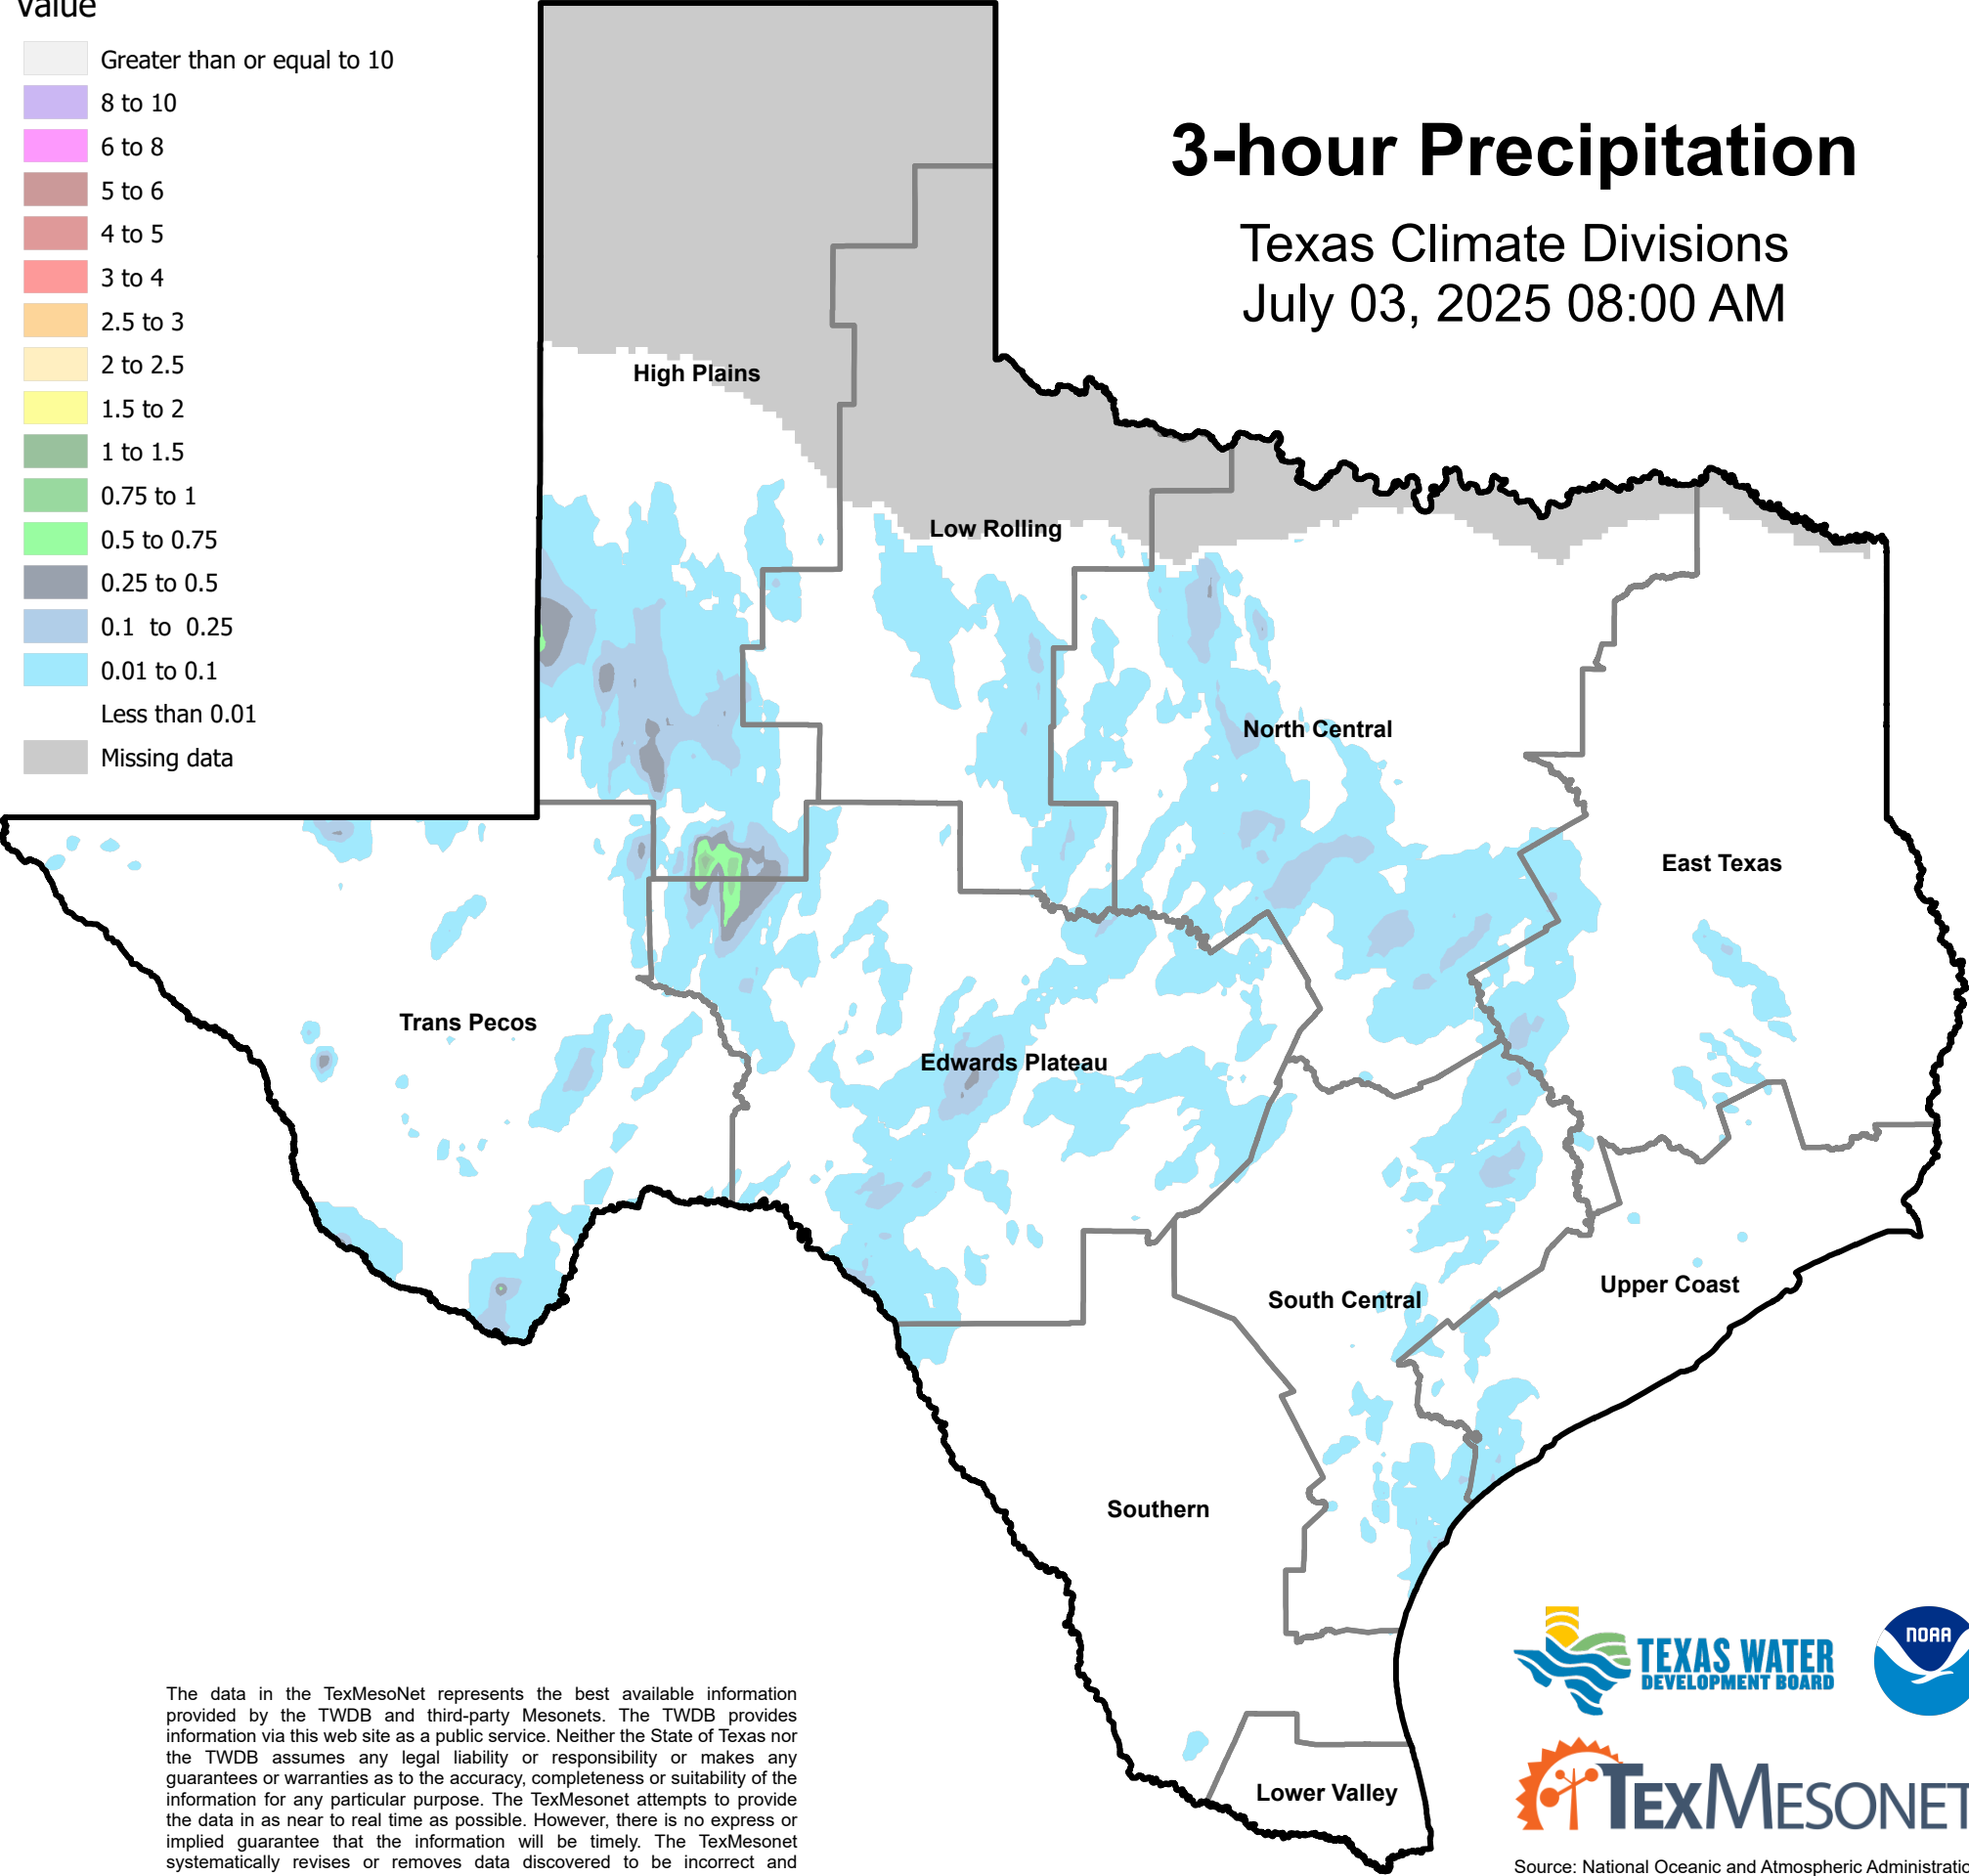 Value
Greater than or equal to 10
8 to 10
6 to 8
5 to 6
4 to 5
3 to 4
2.5 to 3
2 to 2.5
1.5 to 2
1 to 1.5
0.75 to 1
0.5 to 0.75
0.25 to 0.5
0.1 to 0.25
0.01 to 0.1
Less than 0.01
Missing data
3-hour Precipitation
Texas Climate Divisions
July 03, 2025 08:00 AM
High Plains
Low Rolling
North Central
East Texas
Trans Pecos
Edwards Plateau
South Central
Upper Coast
Southern
Lower Valley
The data in the TexMesoNet represents the best available information
provided by the TWDB and third-party Mesonets. The TWDB provides
information via this web site as a public service. Neither the State of Texas nor
the TWDB assumes any legal liability or responsibility or makes any
guarantees or warranties as to the accuracy, completeness or suitability of the
information for any particular purpose. The TexMesonet attempts to provide
the data in as near to real time as possible. However, there is no express or
implied guarantee that the information will be timely. The TexMesonet
systematically revises or removes data discovered to be incorrect and
TEXAS WATER
DEVELOPMENT BOARD
NOAA
TEXMESONET
Source: National Oceanic and Atmospheric Administratio